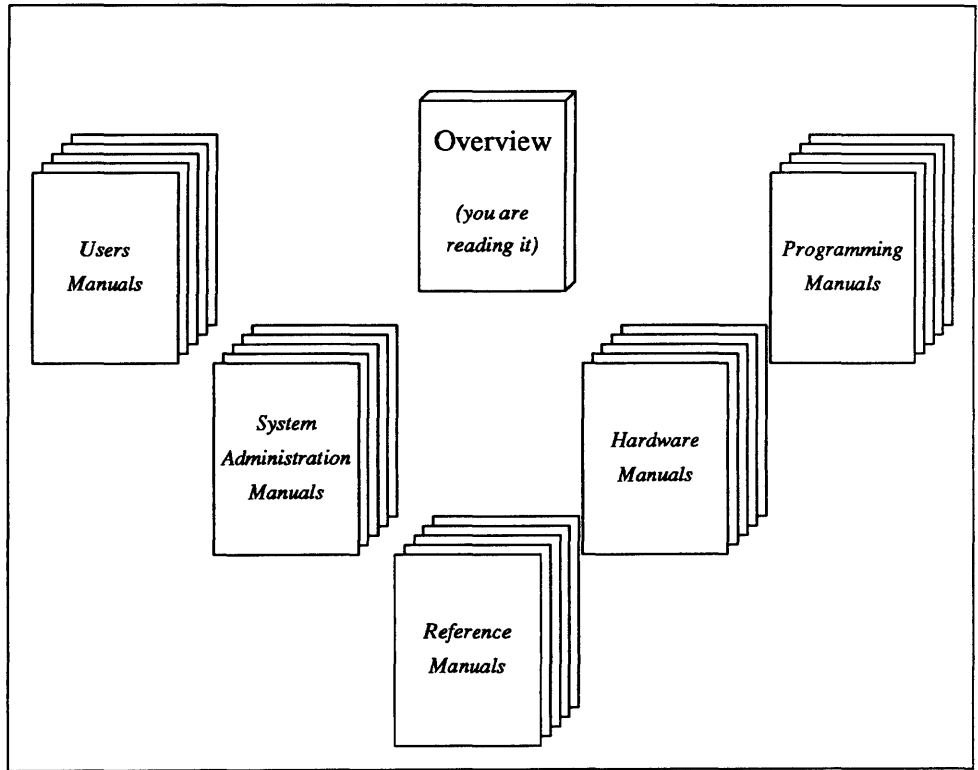 Overview
(you are
reading it)
Users
Manuals
Programming
Manuals
System
Administration
Manuals
Hardware
Manuals
Reference
Manuals